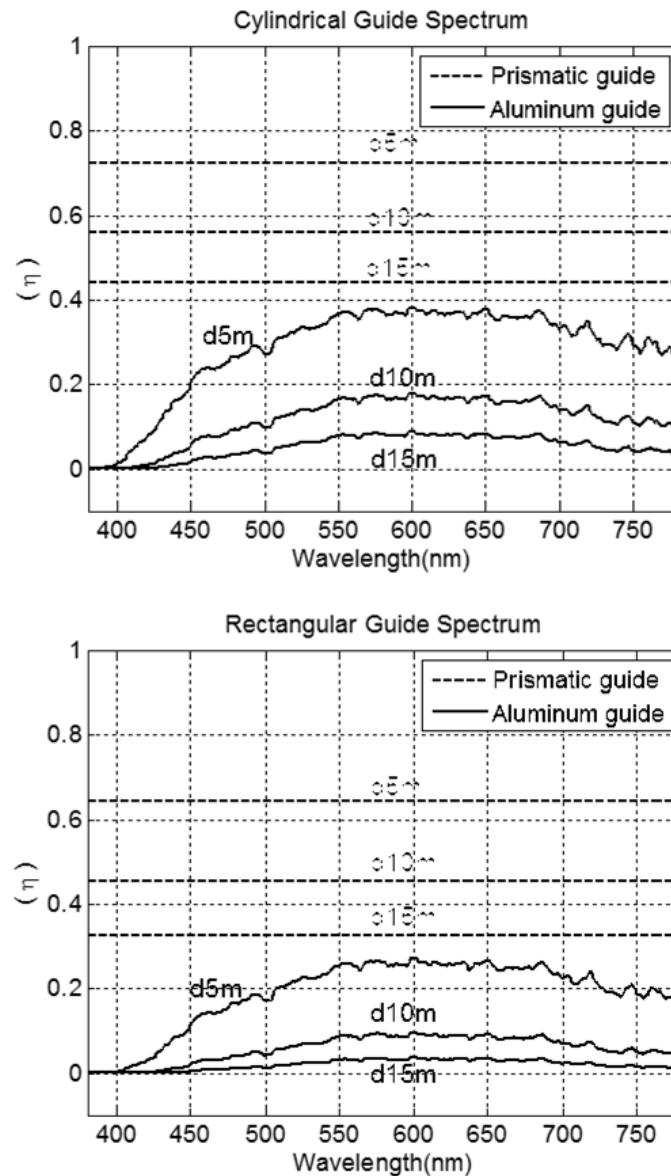 Cylindrical Guide Spectrum
1
Prismatic guide
Aluminum guide
0.8
0.6
(η)
0.4
d5m
0.2
d10m
0
d15m
400 450 500 550 600 650 700 750
Wavelength(nm)
Rectangular Guide Spectrum
1
Prismatic guide
Aluminum guide
0.8
0.6
(η)
0.4
d5m
0.2
d10m
0
d15m
400 450 500 550 600 650 700 750
Wavelength(nm)